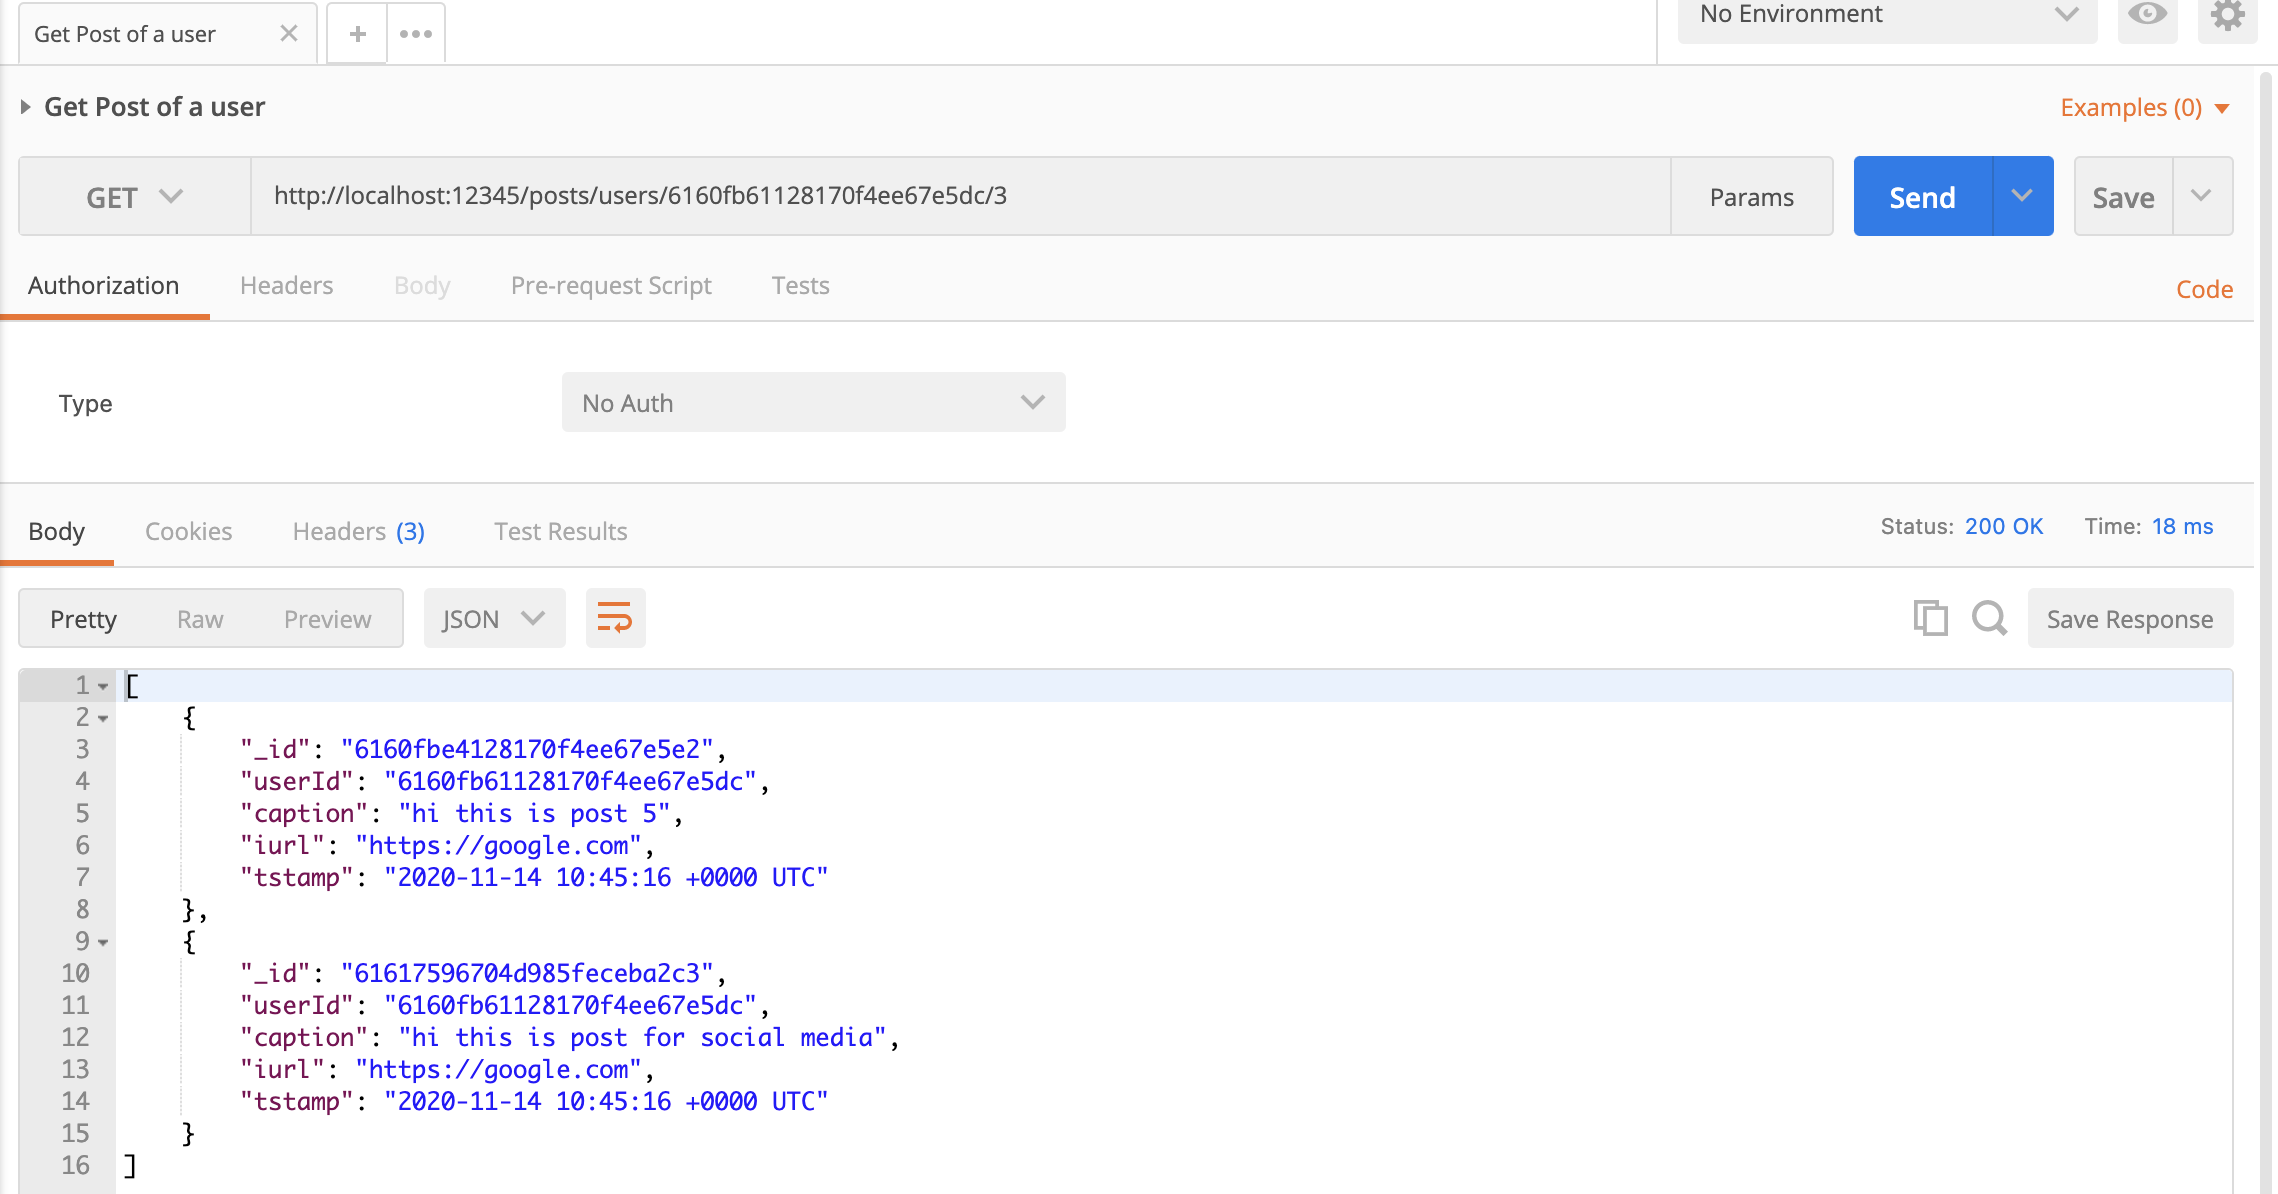 Get Post of a user
No Environment
Get Post of a user
Examples (0)
GET http://localhost:12345/posts/users/6160fb61128170f4ee67e5dc/3 Params Send Save
Authorization Headers Body Pre-request Script Tests Code
Type No Auth
Body Cookies Headers (3) Test Results Status: 200 OK Time: 18 ms
Pretty Raw Preview JSON Save Response
1 [
2 {
3 "_id": "6160fbe4128170f4ee67e5e2",
4 "userId": "6160fb61128170f4ee67e5dc",
5 "caption": "hi this is post 5",
6 "iurl": "https://google.com",
7 "tstamp": "2020-11-14 10:45:16 +0000 UTC"
8 },
9 {
10 "_id": "61617596704d985feceba2c3",
11 "userId": "6160fb61128170f4ee67e5dc",
12 "caption": "hi this is post for social media",
13 "iurl": "https://google.com",
14 "tstamp": "2020-11-14 10:45:16 +0000 UTC"
15 }
16 ]